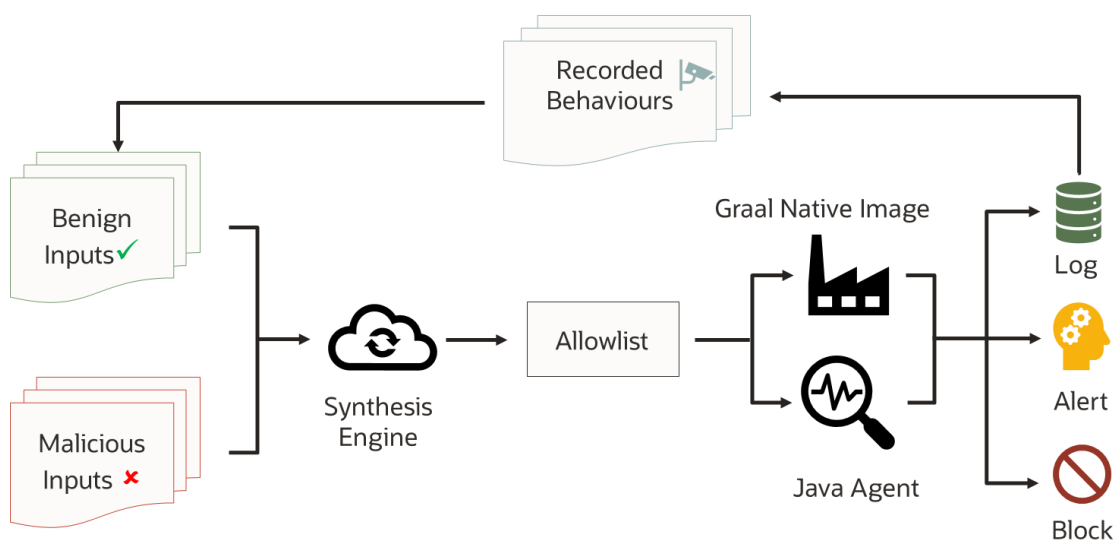 Recorded
Behaviours
Benign
Inputs
Graal Native Image
Log
Allowlist
Synthesis
Engine
Alert
Malicious
Inputs
Java Agent
Block